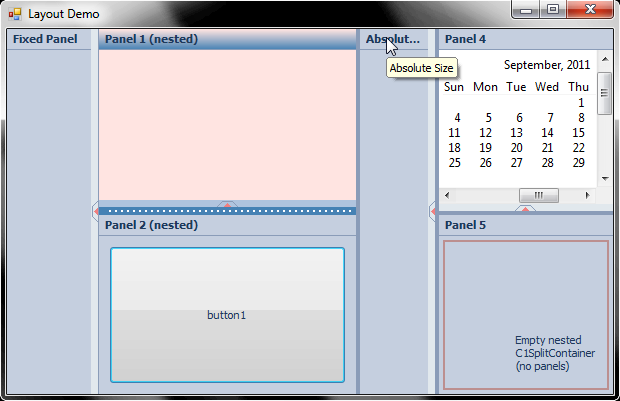 Layout Demo
Fixed Panel
Panel 1 (nested)
Absolut...
Absolute Size
Panel 4
September, 2011
Sun Mon Tue Wed Thu
1
4 5 6 7 8
11 12 13 14 15
18 19 20 21 22
25 26 27 28 29
Panel 2 (nested)
button1
Panel 5
Empty nested
C1SplitContainer
(no panels)